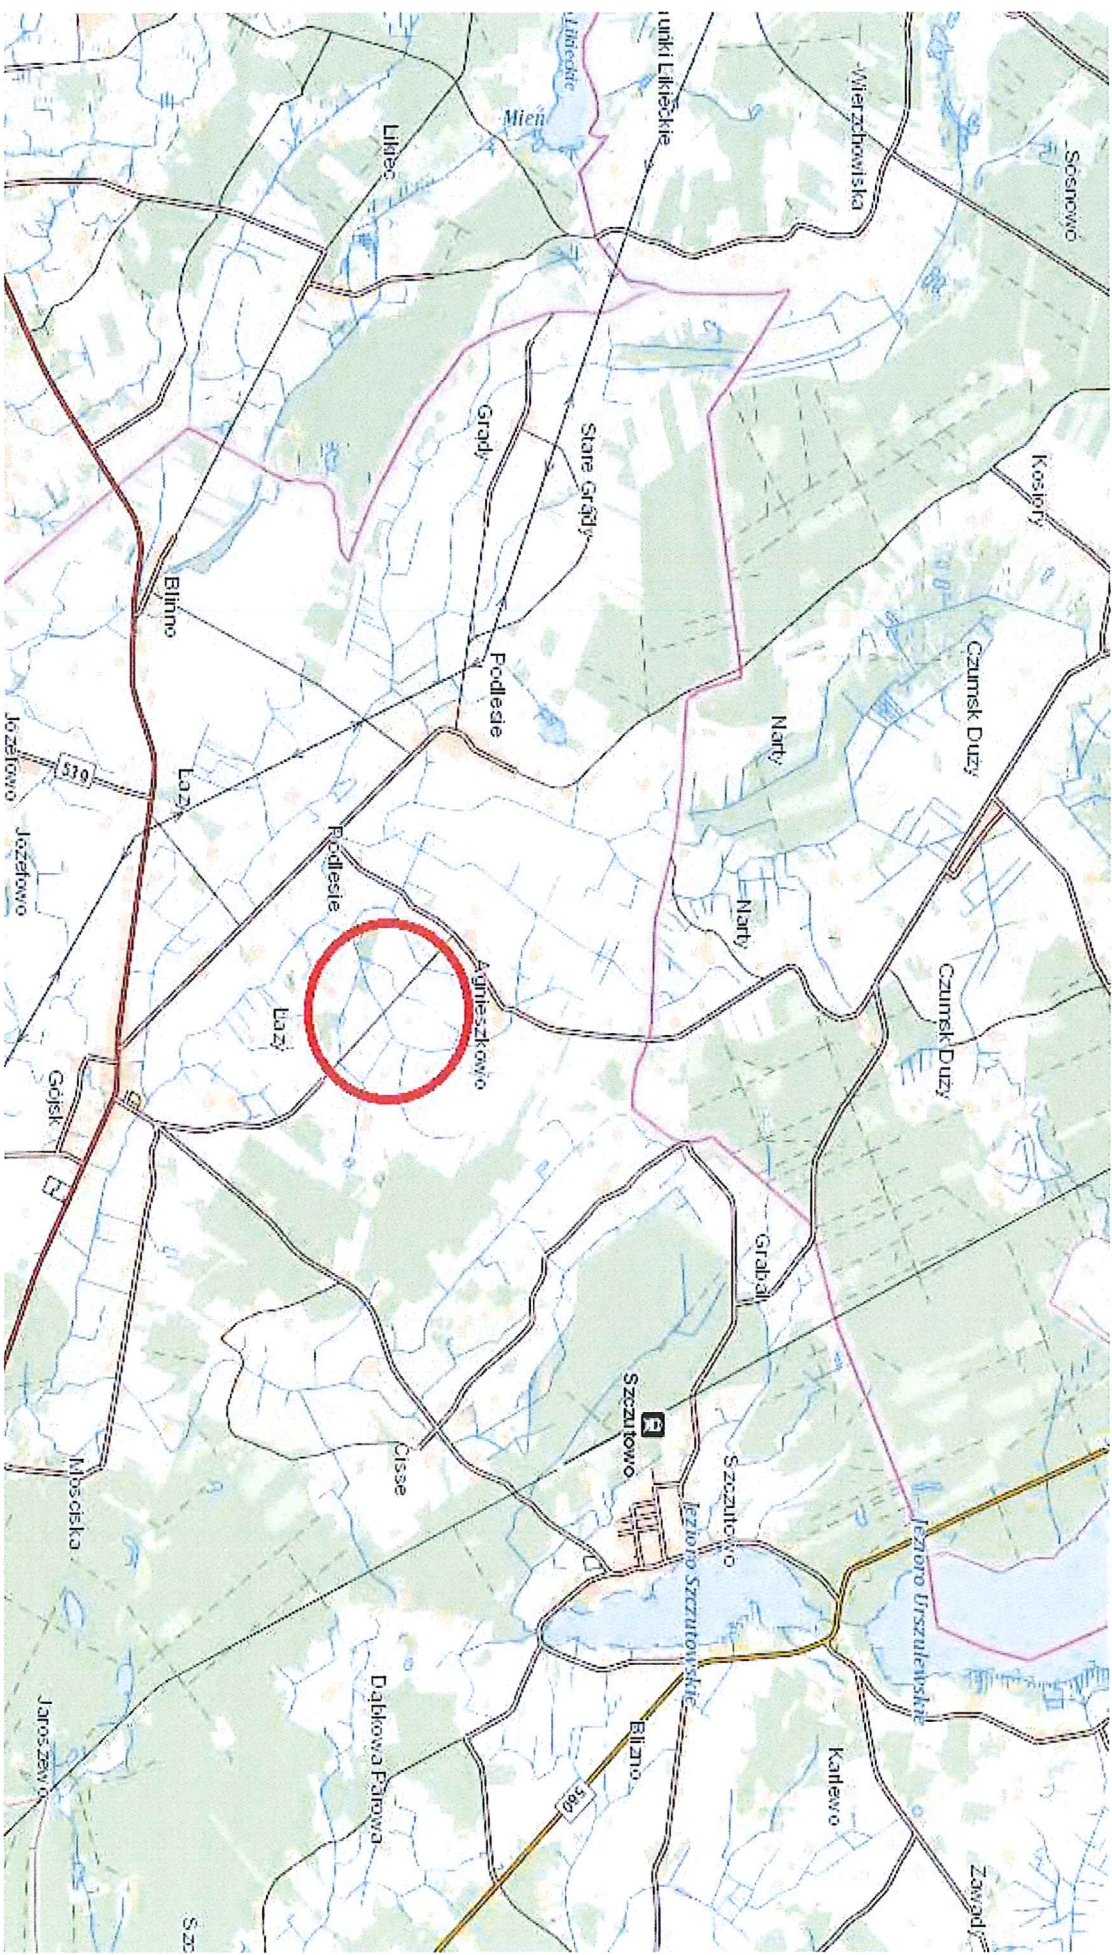 Sosnowo
Wierzchowiska
Likieckie
Likieckie
Mień
Likiec
Kosiory
Stare Grądy
Grądy
Blinno
Czumsk Duży
Narty
Podlesie
Łazy
519
Józefowo
Józefowo
Podlesie
Narty
Czumsk Duży
Agnieszkowo
Łazy
Gójsk
Grabal
Szczutowo
Szczutowo
Cisse
Mościska
Jezioro Urszulewskie
Jezioro Szczutowskie
Zawady
Karlewo
Blizno
560
Dąbkowa Parowa
Jaroszewo